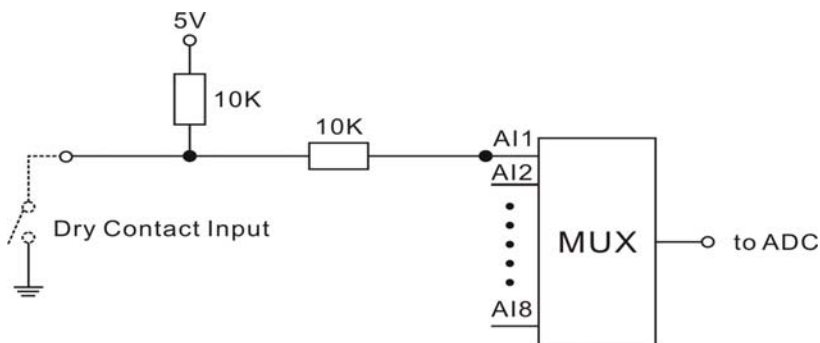 5V
10K
10K
AI1
AI2
Dry Contact Input
MUX
to ADC
AI8